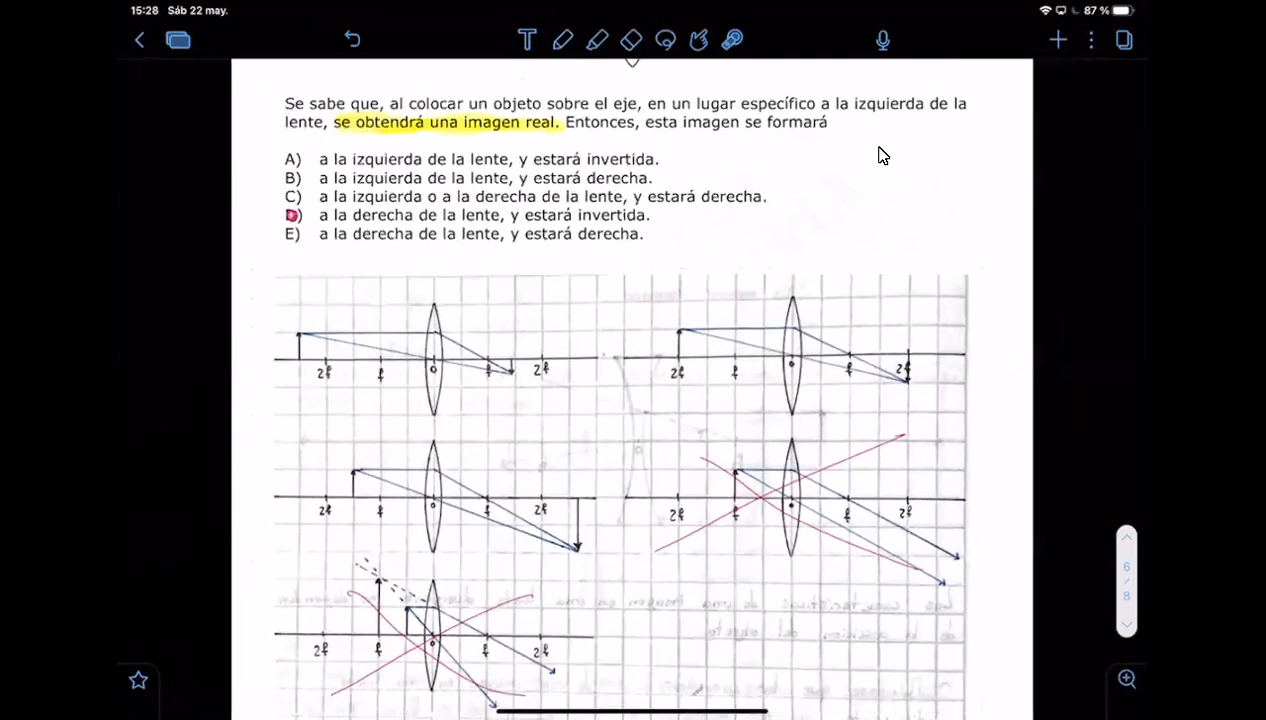 15:28 Sáb 22 may.
87 %
Se sabe que, al colocar un objeto sobre el eje, en un lugar específico a la izquierda de la
lente, se obtendrá una imagen real. Entonces, esta imagen se formará
A) a la izquierda de la lente, y estará invertida.
B) a la izquierda de la lente, y estará derecha.
C) a la izquierda o a la derecha de la lente, y estará derecha.
D) a la derecha de la lente, y estará invertida.
E) a la derecha de la lente, y estará derecha.
2f f o f 2f
2f f o f 2f
2f f o f 2f
2f f o f 2f
2f f o f 2f
6
/
8